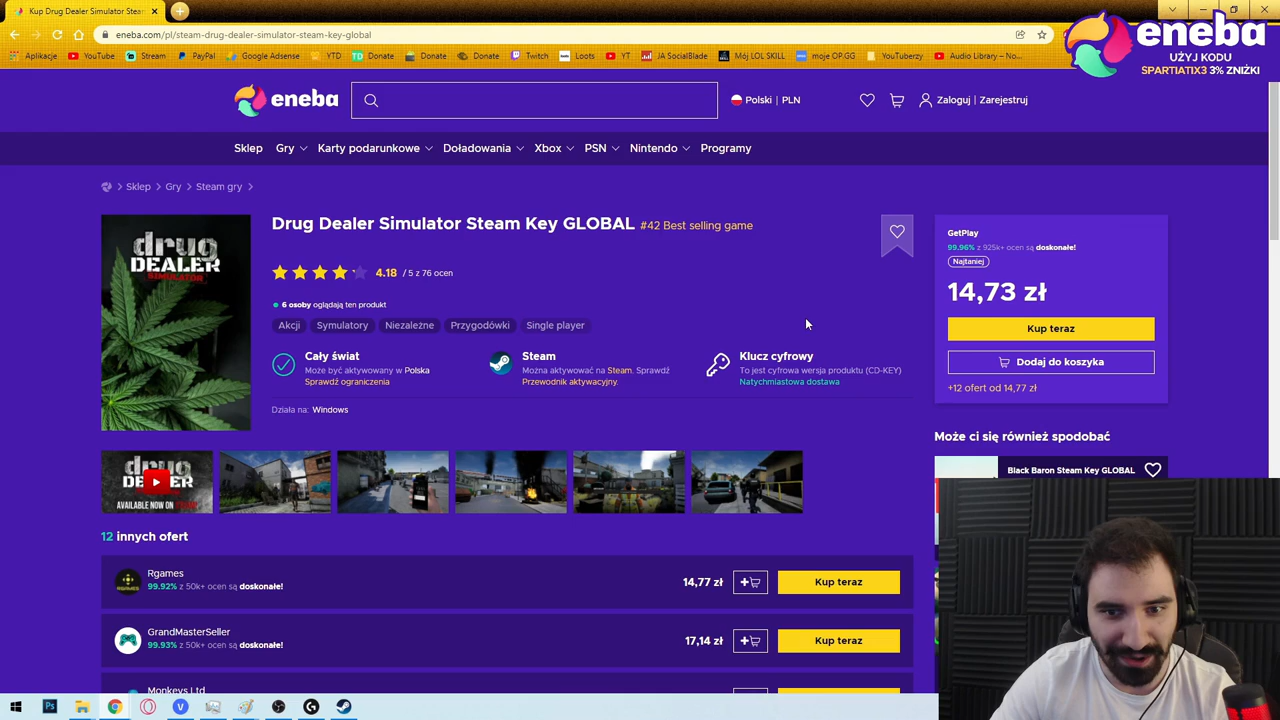 Kup Drug Dealer Simulator Steam
eneba.com/pl/steam-drug-dealer-simulator-steam-key-global
Aplikacje YouTube Stream PayPal Google Adsense YTD Donate Donate Donate Twitch Loots YT JA SocialBlade Mój LOL SKILL moje OP.GG YouTuberzy Audio Library – No...
eneba
UŻYJ KODU
SPARTIATIX3 3% ZNIŻKI
eneba
Polski | PLN
Zaloguj | Zarejestruj
Sklep Gry Karty podarunkowe Doładowania Xbox PSN Nintendo Programy
Sklep Gry Steam gry
drug
DEALER
SIMULATOR
Drug Dealer Simulator Steam Key GLOBAL #42 Best selling game
4.18 / 5 z 76 ocen
6 osoby oglądają ten produkt
Akcji Symulatory Niezależne Przygodówki Single player
Cały świat
Może być aktywowany w Polska
Sprawdź ograniczenia
Steam
Można aktywować na Steam. Sprawdź
Przewodnik aktywacyjny.
Klucz cyfrowy
To jest cyfrowa wersja produktu (CD-KEY)
Natychmiastowa dostawa
Działa na: Windows
GetPlay
99.96% z 925k+ ocen są doskonałe!
Najtaniej
14,73 zł
Kup teraz
Dodaj do koszyka
+12 ofert od 14,77 zł
Może ci się również spodobać
Black Baron Steam Key GLOBAL
drug
DEALER
AVAILABLE NOW ON
12 innych ofert
Rgames
99.92% z 50k+ ocen są doskonałe!
14,77 zł
Kup teraz
GrandMasterSeller
99.93% z 50k+ ocen są doskonałe!
17,14 zł
Kup teraz
Monkeys Ltd